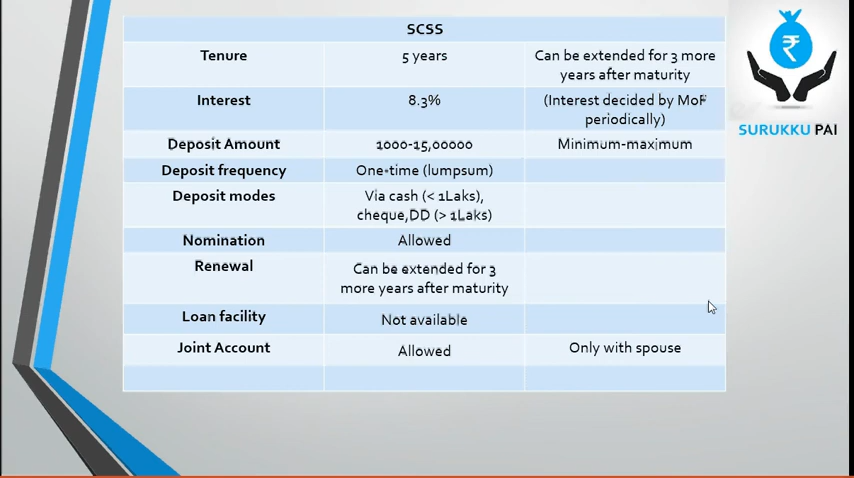 SCSS
Tenure 5 years Can be extended for 3 more
years after maturity
Interest 8.3% (Interest decided by MoF
periodically)
Deposit Amount 1000-15,00000 Minimum-maximum
Deposit frequency One-time (lumpsum)
Deposit modes Via cash (< 1Laks),
cheque,DD (> 1Laks)
Nomination Allowed
Renewal Can be extended for 3
more years after maturity
Loan facility Not available
Joint Account Allowed Only with spouse
₹
SURUKKU PAI